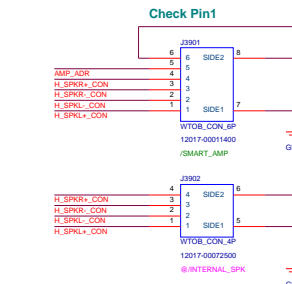 Check Pin1
J3901
6 6 SIDE2 8
5 5
AMP_ADR 4 4
H_SPKR+_CON 3 3
H_SPKR-_CON 2 2
H_SPKL-_CON 1 1 SIDE1 7
H_SPKL+_CON
WTOB_CON_6P
12017-00011400
/SMART_AMP
J3902
4 4 SIDE2 6
H_SPKR+_CON 3 3
H_SPKR-_CON 2 2
H_SPKL-_CON 1 1 SIDE1 5
H_SPKL+_CON
WTOB_CON_4P
12017-00072500
@/INTERNAL_SPK